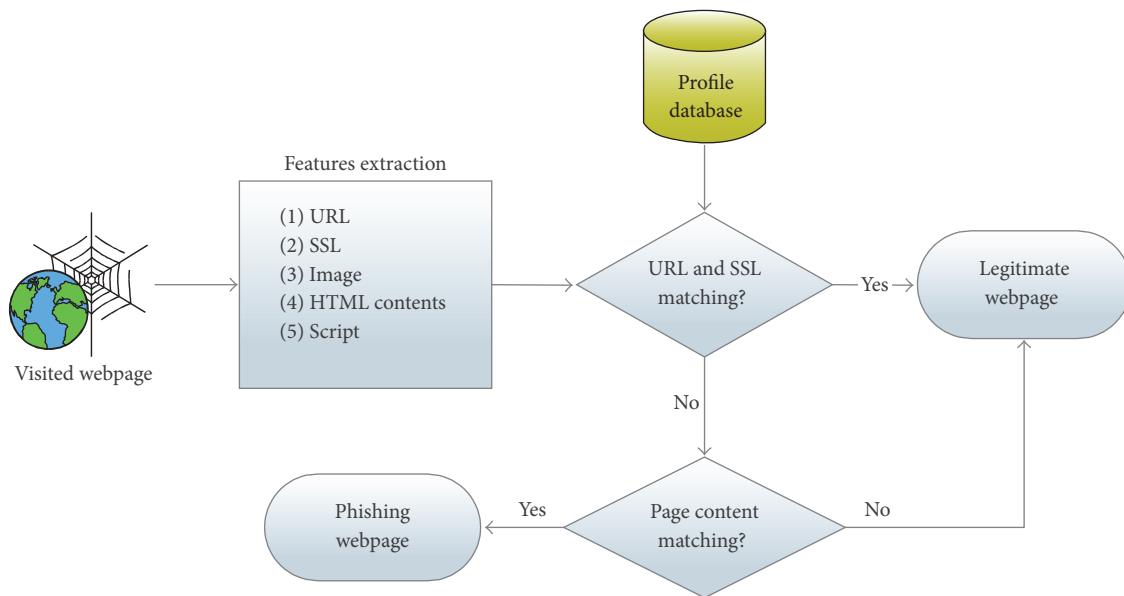 Profile
database
Features extraction
(1) URL
(2) SSL
(3) Image
(4) HTML contents
(5) Script
Visited webpage
URL and SSL
matching?
Yes
Legitimate
webpage
No
Page content
matching?
Yes
No
Phishing
webpage